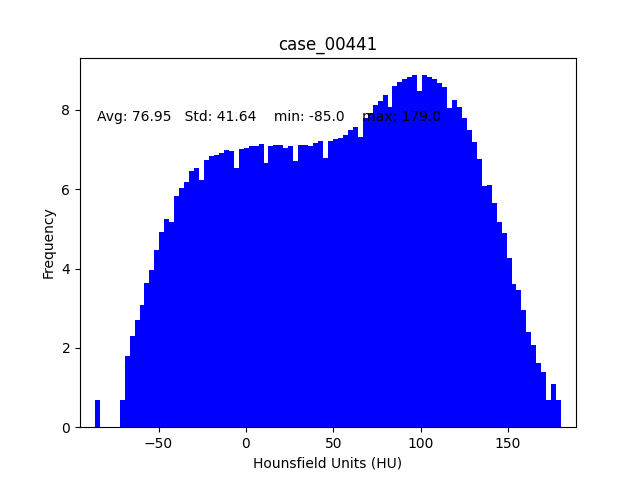 case_00441
Avg: 76.95 Std: 41.64 min: -85.0 max: 179.0
8
6
4
2
0
Frequency
−50
0
50
100
150
Hounsfield Units (HU)